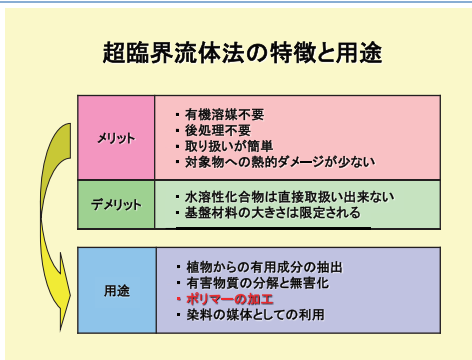 超臨界流体法の特徴と用途
メリット
・有機溶媒不要
・後処理不要
・取り扱いが簡単
・対象物への熱的ダメージが少ない
デメリット
・水溶性化合物は直接取扱い出来ない
・基盤材料の大きさは限定される
用途
・植物からの有用成分の抽出
・有害物質の分解と無害化
・ポリマーの加工
・染料の媒体としての利用